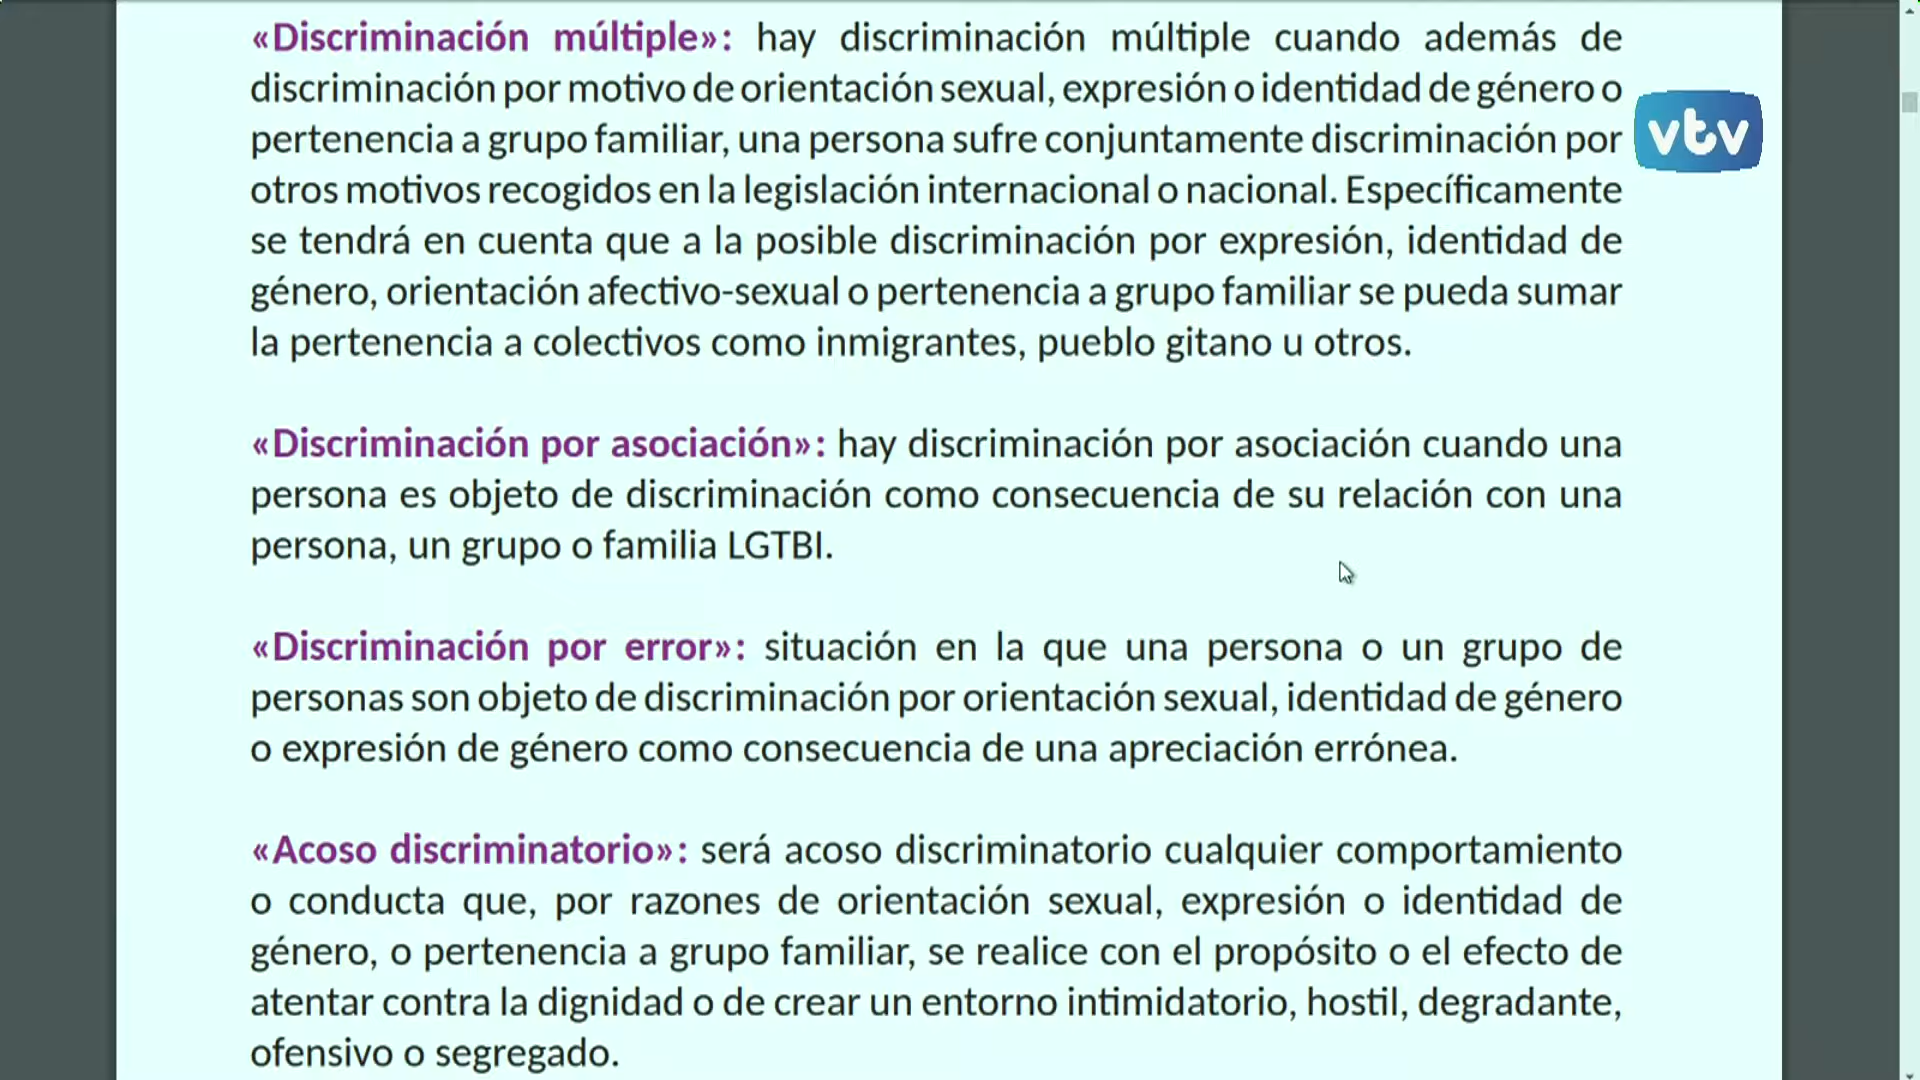 «Discriminación múltiple»: hay discriminación múltiple cuando además de
discriminación por motivo de orientación sexual, expresión o identidad de género o
pertenencia a grupo familiar, una persona sufre conjuntamente discriminación por
otros motivos recogidos en la legislación internacional o nacional. Específicamente
se tendrá en cuenta que a la posible discriminación por expresión, identidad de
género, orientación afectivo-sexual o pertenencia a grupo familiar se pueda sumar
la pertenencia a colectivos como inmigrantes, pueblo gitano u otros.
vtv
«Discriminación por asociación»: hay discriminación por asociación cuando una
persona es objeto de discriminación como consecuencia de su relación con una
persona, un grupo o familia LGTBI.
«Discriminación por error»: situación en la que una persona o un grupo de
personas son objeto de discriminación por orientación sexual, identidad de género
o expresión de género como consecuencia de una apreciación errónea.
«Acoso discriminatorio»: será acoso discriminatorio cualquier comportamiento
o conducta que, por razones de orientación sexual, expresión o identidad de
género, o pertenencia a grupo familiar, se realice con el propósito o el efecto de
atentar contra la dignidad o de crear un entorno intimidatorio, hostil, degradante,
ofensivo o segregado.